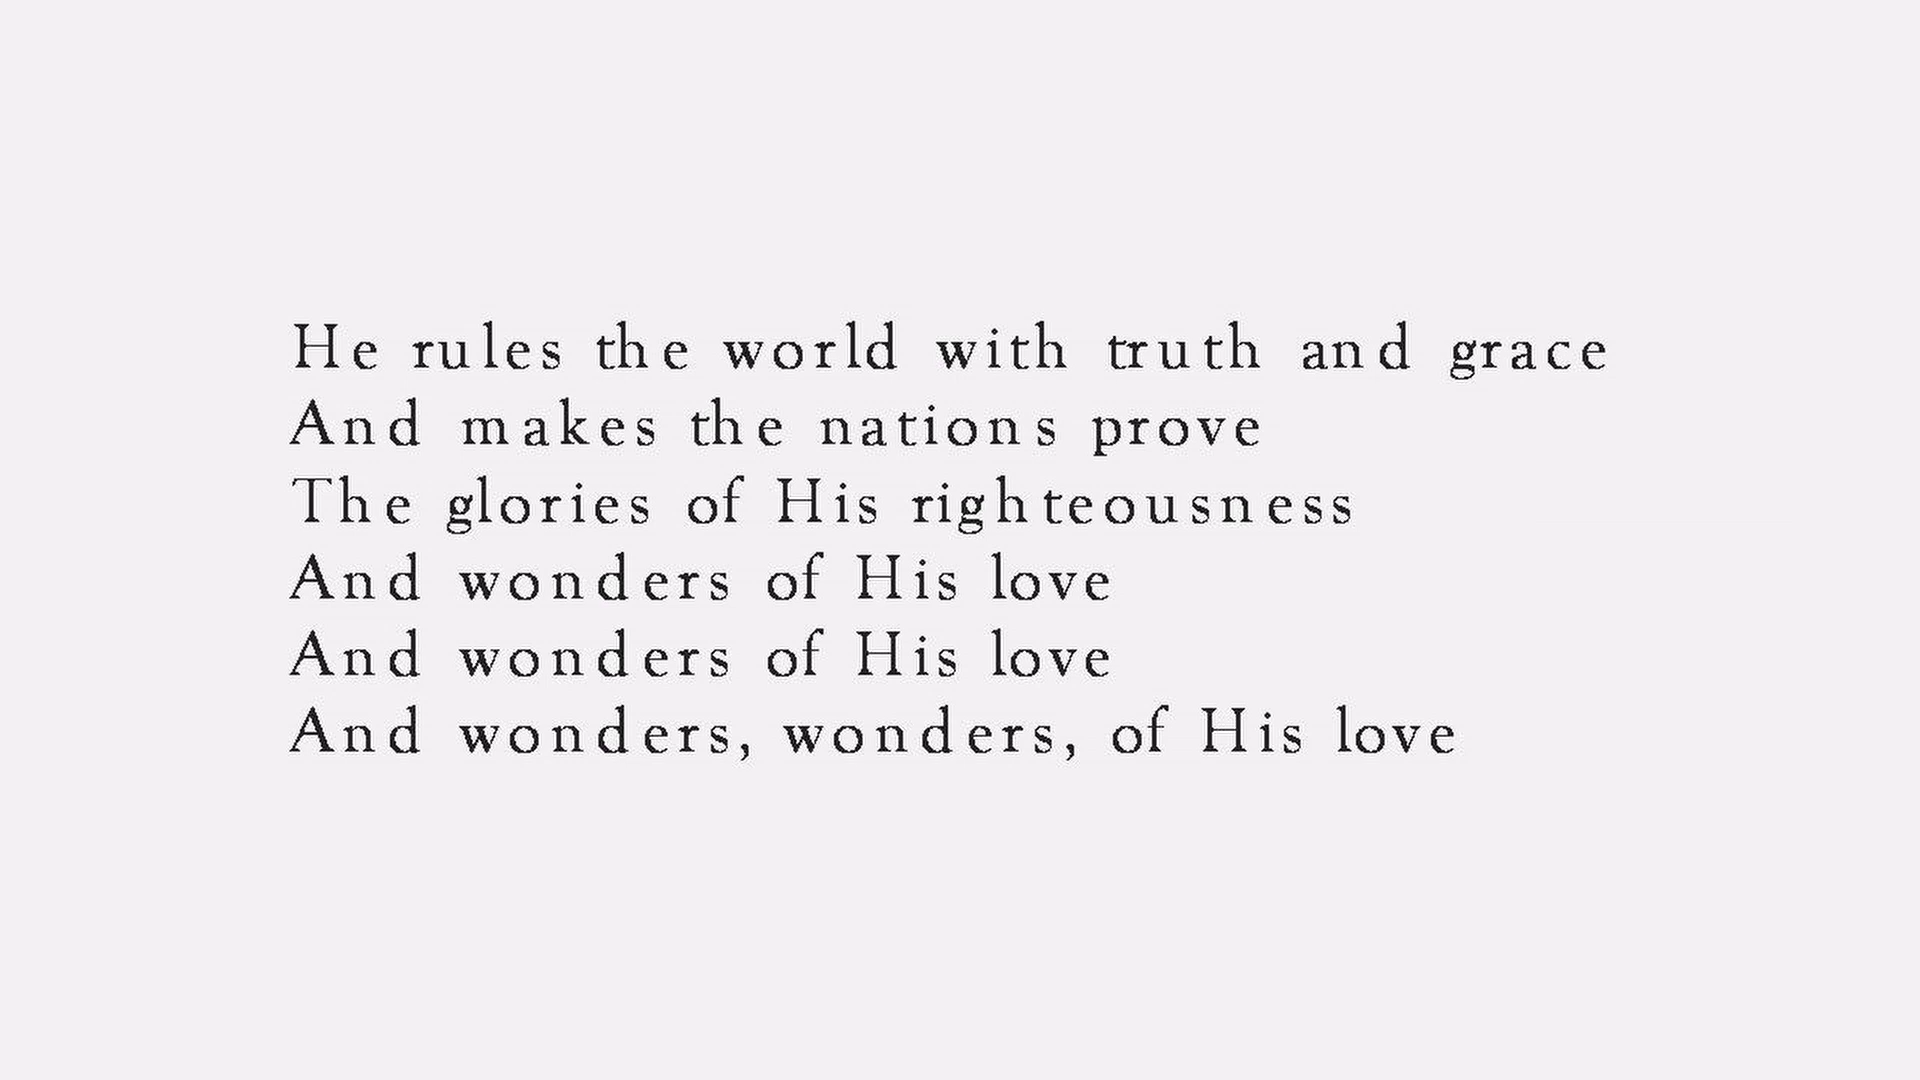 He rules the world with truth and grace
And makes the nations prove
The glories of His righteousness
And wonders of His love
And wonders of His love
And wonders, wonders, of His love